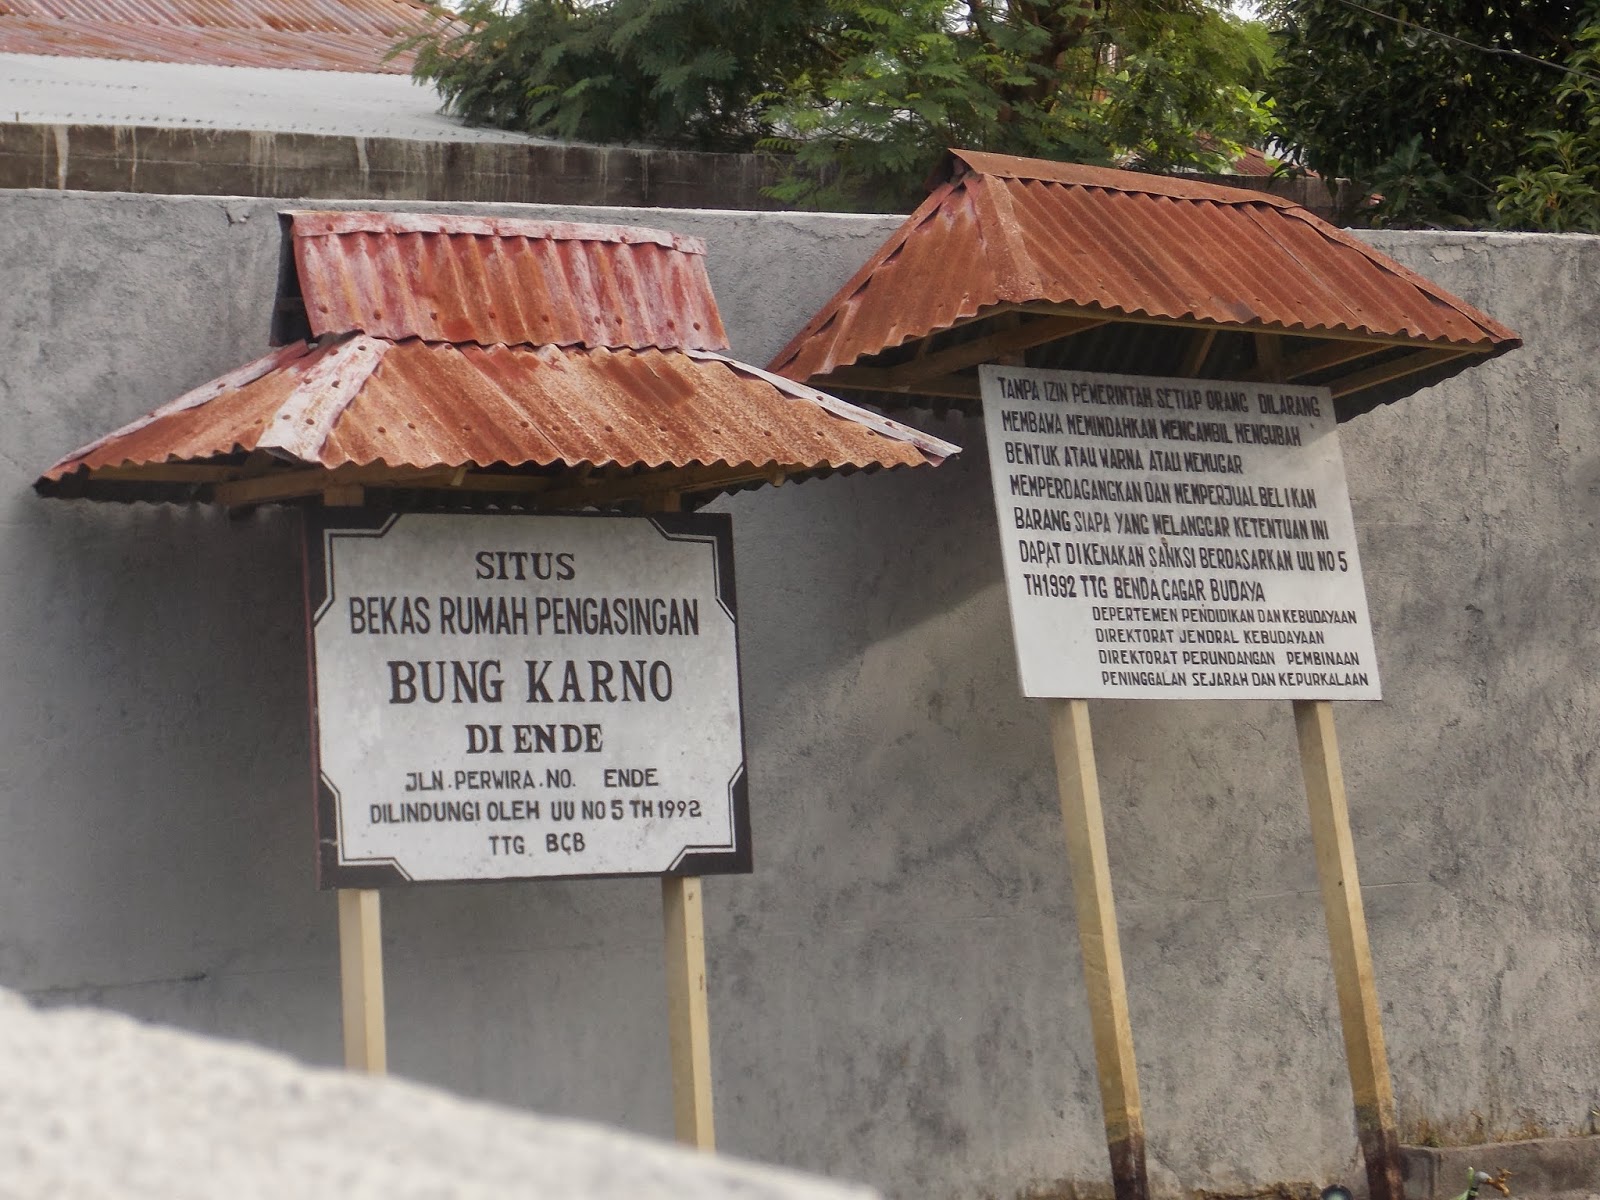 SITUS
BEKAS RUMAH PENGASINGAN
BUNG KARNO
DI ENDE
JLN. PERWIRA. NO. ENDE
DILINDUNGI OLEH UU NO 5 TH 1992
TTG BCB
TANPA IZIN PEMERINTAH SETIAP ORANG DILARANG
MEMBAWA MEMINDAHKAN MENGAMBIL MENGUBAH
BENTUK ATAU WARNA ATAU MEMUGAR
MEMPERDAGANGKAN DAN MEMPERJUAL BELIKAN
BARANG SIAPA YANG MELANGGAR KETENTUAN INI
DAPAT DIKENAKAN SANKSI BERDASARKAN UU NO 5
TH 1992 TTG BENDA CAGAR BUDAYA
DEPERTEMEN PENDIDIKAN DAN KEBUDAYAAN
DIREKTORAT JENDRAL KEBUDAYAAN
DIREKTORAT PERUNDANGAN PEMBINAAN
PENINGGALAN SEJARAH DAN KEPURKALAAN